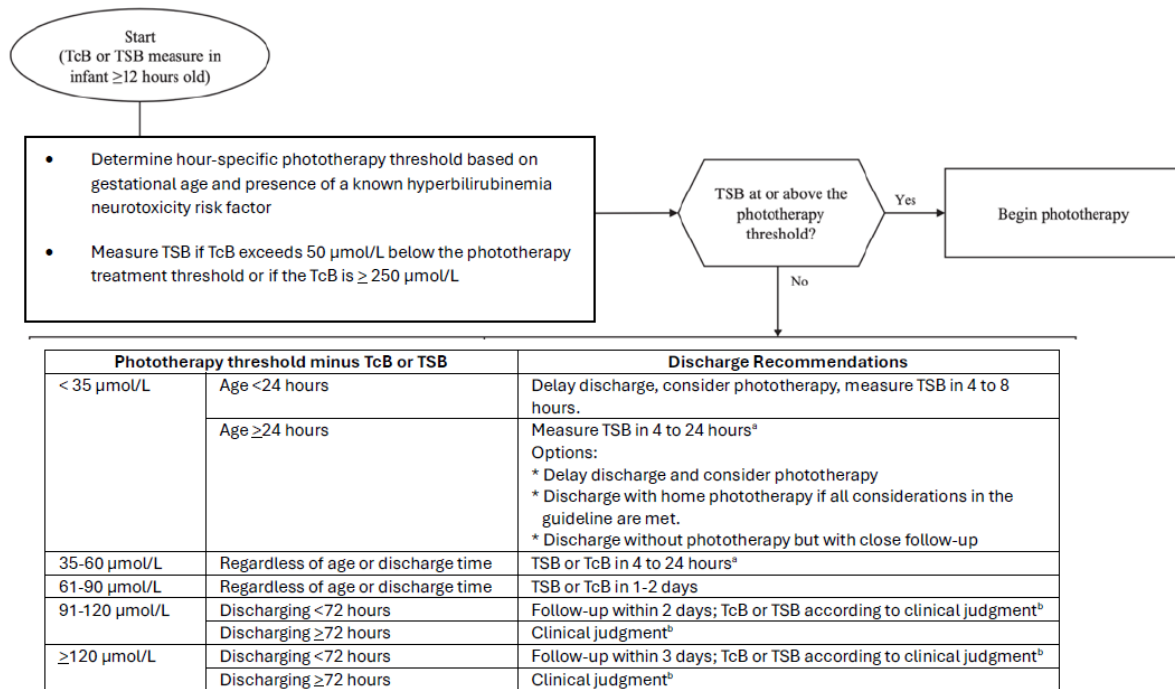 Start
(TcB or TSB measure in
infant ≥12 hours old)
• Determine hour-specific phototherapy threshold based on
gestational age and presence of a known hyperbilirubinemia
neurotoxicity risk factor
• Measure TSB if TcB exceeds 50 µmol/L below the phototherapy
treatment threshold or if the TcB is ≥ 250 µmol/L
TSB at or above the
phototherapy
threshold?
Yes
Begin phototherapy
No
Phototherapy threshold minus TcB or TSB Discharge Recommendations
< 35 µmol/L Age <24 hours Delay discharge, consider phototherapy, measure TSB in 4 to 8
hours.
Age ≥24 hours Measure TSB in 4 to 24 hoursᵃ
Options:
* Delay discharge and consider phototherapy
* Discharge with home phototherapy if all considerations in the
guideline are met.
* Discharge without phototherapy but with close follow-up
35-60 µmol/L Regardless of age or discharge time TSB or TcB in 4 to 24 hoursᵃ
61-90 µmol/L Regardless of age or discharge time TSB or TcB in 1-2 days
91-120 µmol/L Discharging <72 hours Follow-up within 2 days; TcB or TSB according to clinical judgmentᵇ
Discharging ≥72 hours Clinical judgmentᵇ
≥120 µmol/L Discharging <72 hours Follow-up within 3 days; TcB or TSB according to clinical judgmentᵇ
Discharging ≥72 hours Clinical judgmentᵇ